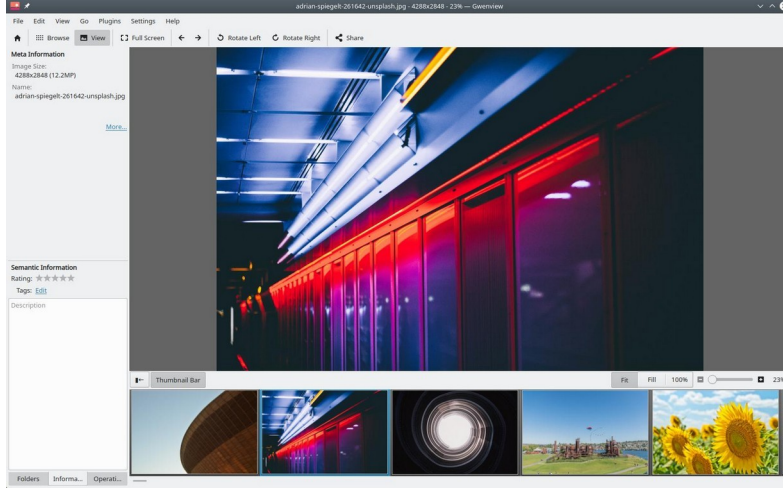 adrian-spiegelt-261642-unsplash.jpg - 4288x2848 - 23% — Gwenview
File Edit View Go Plugins Settings Help
Browse View Full Screen Rotate Left Rotate Right Share
Meta Information
Image Size:
4288x2848 (12.2MP)
Name:
adrian-spiegelt-261642-unsplash.jpg
More...
Semantic Information
Rating:
Tags: Edit
Description
Thumbnail Bar Fit Fill 100% 23%
Folders Informa... Operati...